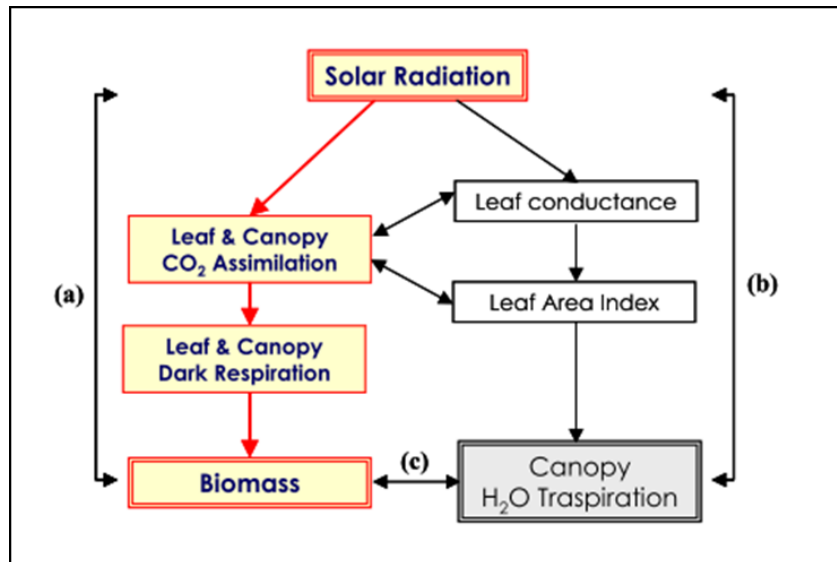 Solar Radiation
Leaf conductance
Leaf & Canopy
CO₂ Assimilation
(a)
(b)
Leaf Area Index
Leaf & Canopy
Dark Respiration
(c)
Biomass
Canopy
H₂O Traspiration